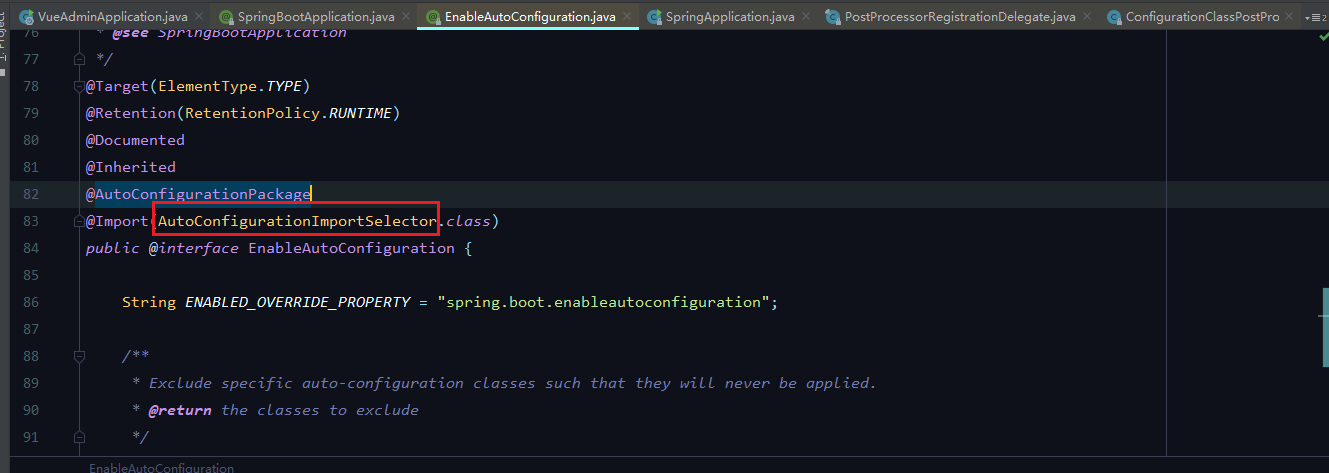 VueAdminApplication.java SpringBootApplication.java EnableAutoConfiguration.java SpringApplication.java PostProcessorRegistrationDelegate.java ConfigurationClassPostPro
76 * @see SpringBootApplication
77 */
78 @Target(ElementType.TYPE)
79 @Retention(RetentionPolicy.RUNTIME)
80 @Documented
81 @Inherited
82 @AutoConfigurationPackage
83 @Import(AutoConfigurationImportSelector.class)
84 public @interface EnableAutoConfiguration {
85
86 String ENABLED_OVERRIDE_PROPERTY = "spring.boot.enableautoconfiguration";
87
88 /**
89 * Exclude specific auto-configuration classes such that they will never be applied.
90 * @return the classes to exclude
91 */
EnableAutoConfiguration